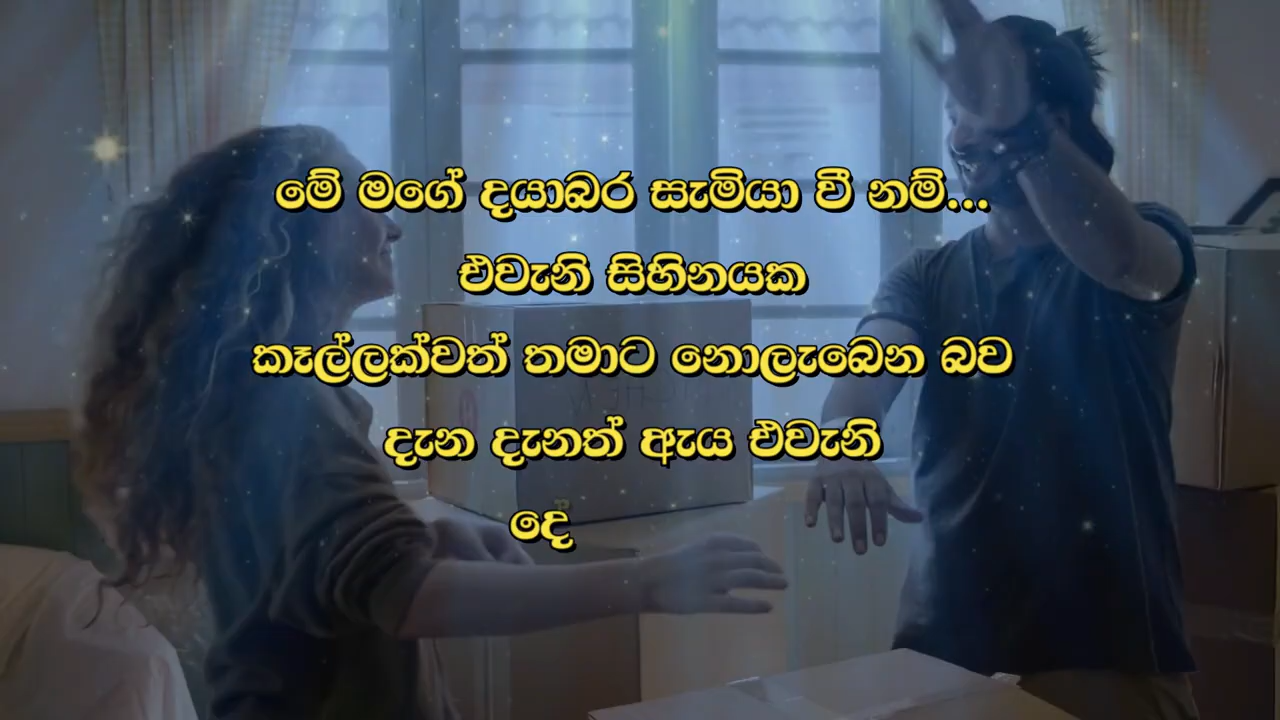 මේ මගේ දයාබර සැමියා වී නම්...
එවැනි සිහිනයක
කෑල්ලක්වත් තමාට නොලැබෙන බව
දැන දැනත් ඇය එවැනි
දෙ